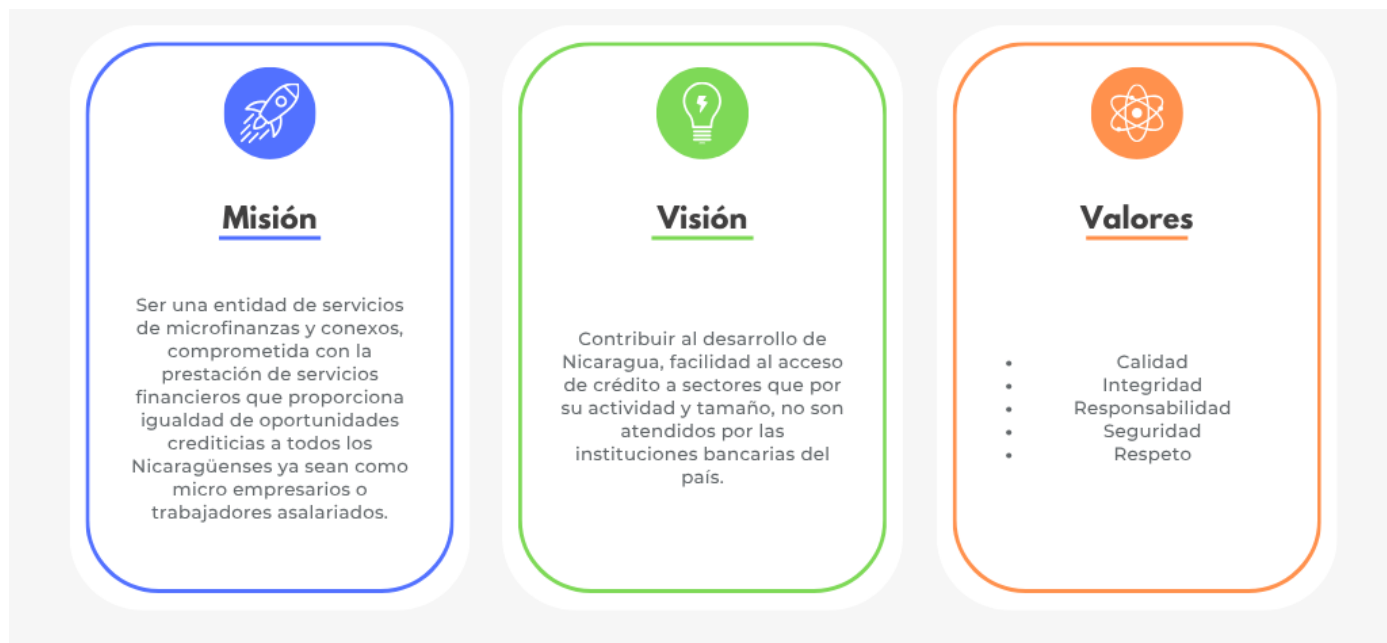 Misión
Ser una entidad de servicios
de microfinanzas y conexos,
comprometida con la
prestación de servicios
financieros que proporciona
igualdad de oportunidades
crediticias a todos los
Nicaragüenses ya sean como
micro empresarios o
trabajadores asalariados.
Visión
Contribuir al desarrollo de
Nicaragua, facilidad al acceso
de crédito a sectores que por
su actividad y tamaño, no son
atendidos por las
instituciones bancarias del
país.
Valores
• Calidad
• Integridad
• Responsabilidad
• Seguridad
• Respeto